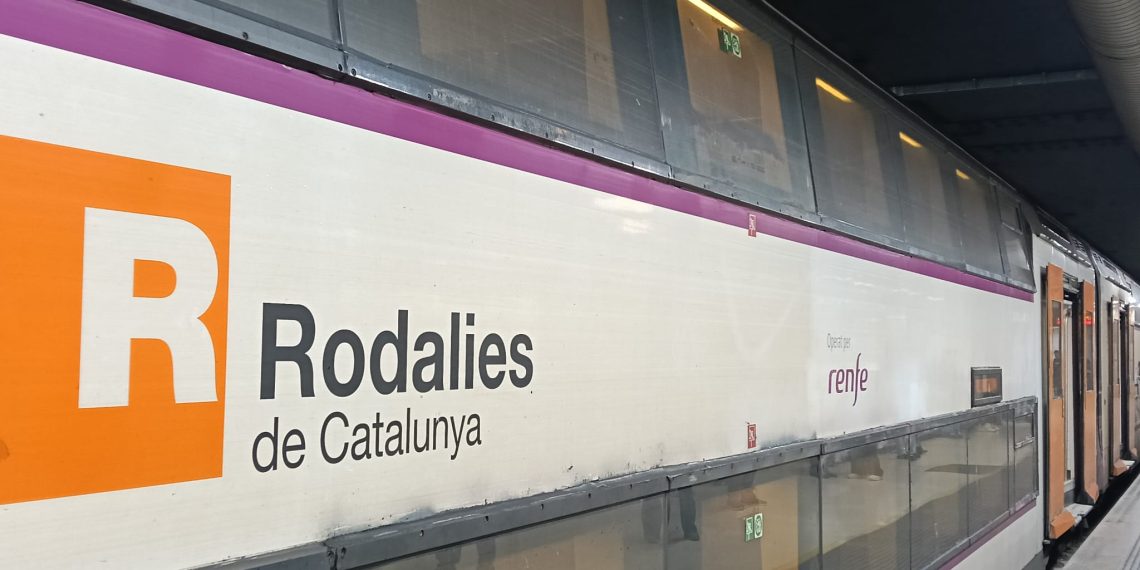 R
Rodalies
de Catalunya
Operat per
renfe